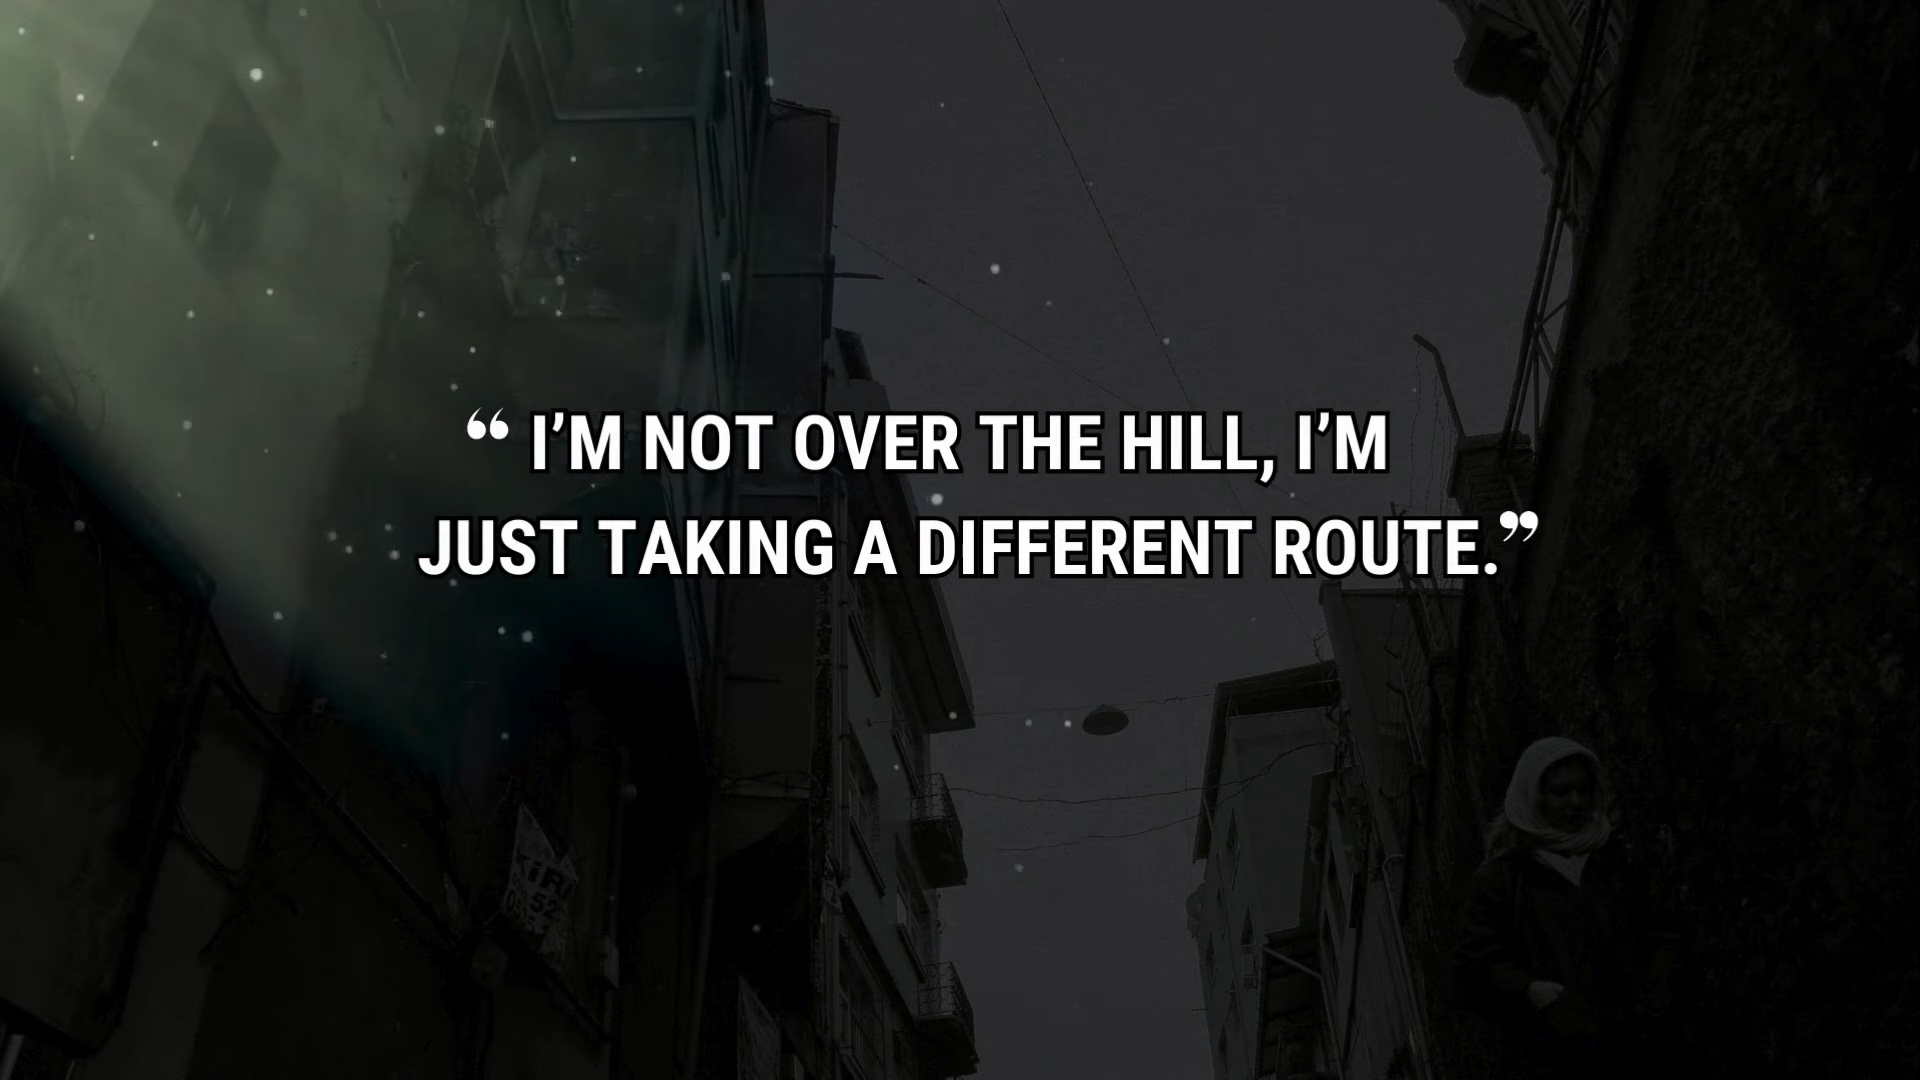 “ I’M NOT OVER THE HILL, I’M
JUST TAKING A DIFFERENT ROUTE.”